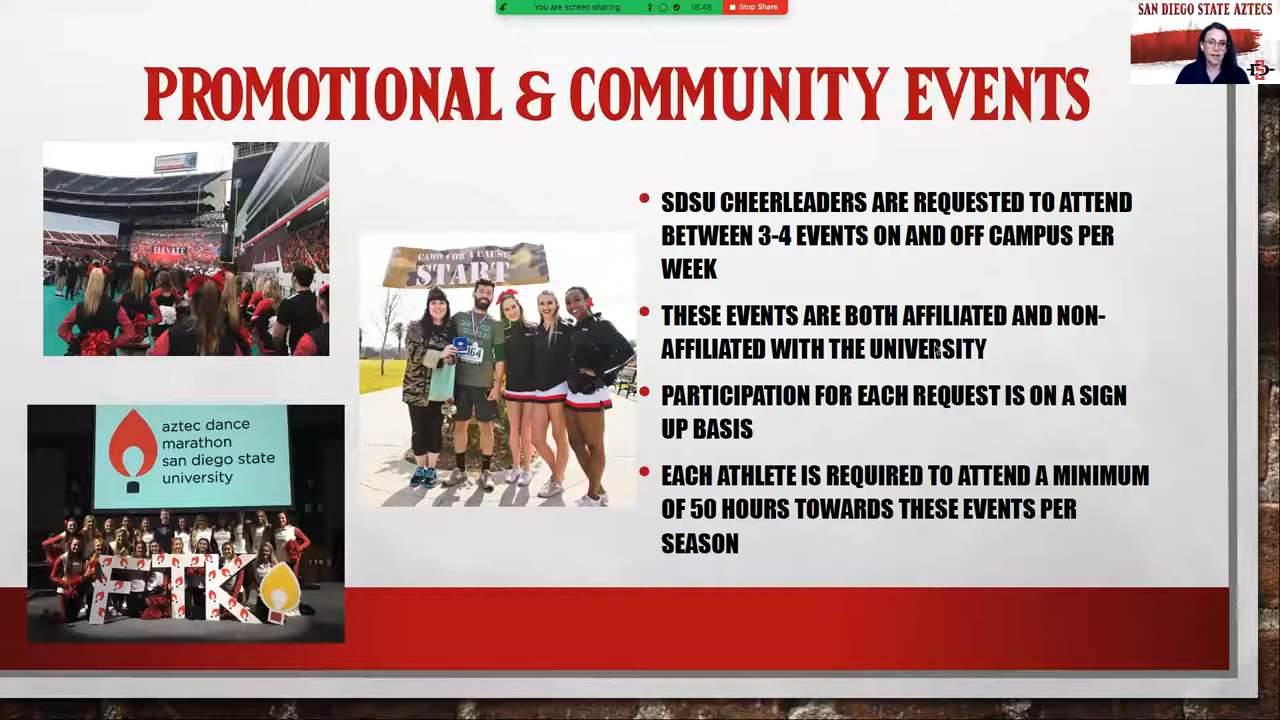 You are screen sharing
18:48
Stop Share
SAN DIEGO STATE AZTECS
PROMOTIONAL & COMMUNITY EVENTS
ELEVATE
CAMO FOR A CAUSE
START
164
aztec dance
marathon
san diego state
university
FTK
• SDSU CHEERLEADERS ARE REQUESTED TO ATTEND
BETWEEN 3-4 EVENTS ON AND OFF CAMPUS PER
WEEK
• THESE EVENTS ARE BOTH AFFILIATED AND NON-
AFFILIATED WITH THE UNIVERSITY
• PARTICIPATION FOR EACH REQUEST IS ON A SIGN
UP BASIS
• EACH ATHLETE IS REQUIRED TO ATTEND A MINIMUM
OF 50 HOURS TOWARDS THESE EVENTS PER
SEASON